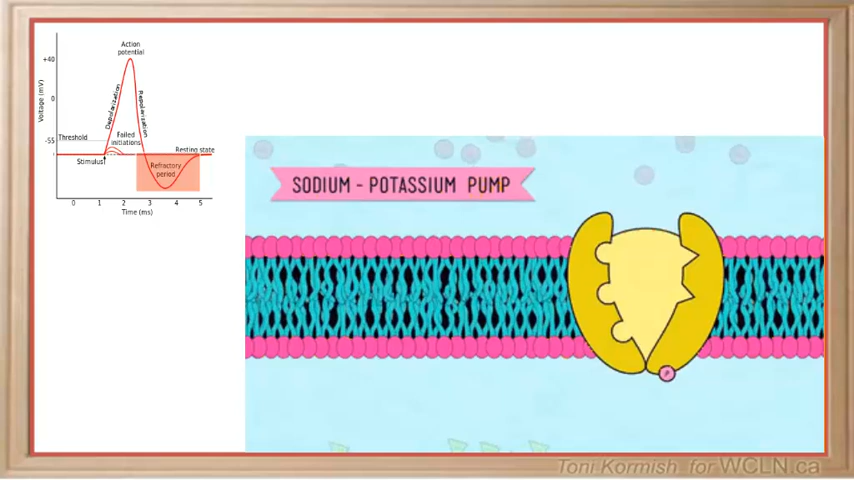 Action
potential
+40
Voltage (mV)
Depolarization
Repolarization
0
Threshold
-55
Failed
initiations
Resting state
Stimulus
Refractory
period
0 1 2 3 4 5
Time (ms)
SODIUM - POTASSIUM PUMP
Toni Kormish for WCLN.ca